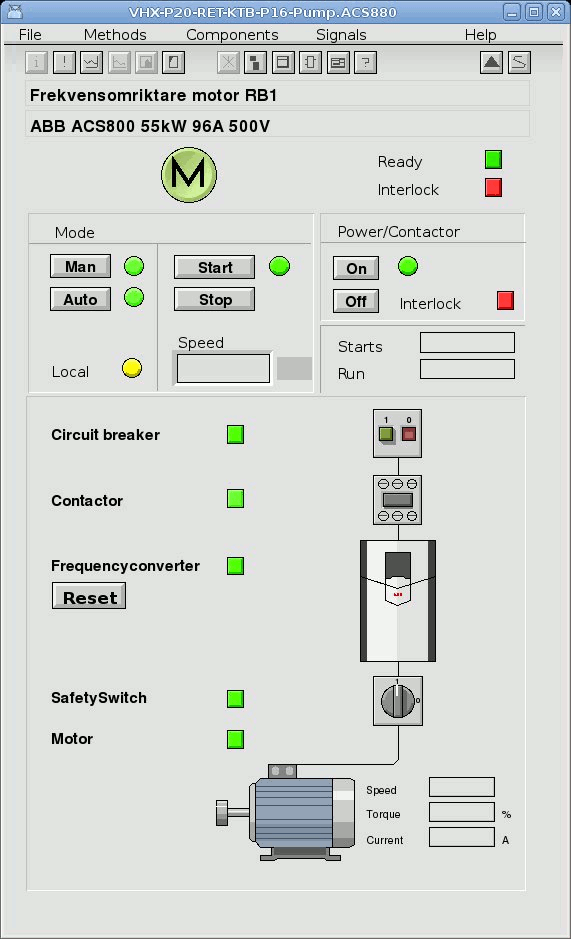 VHX-P20-RET-KTB-P16-Pump.ACS880
File Methods Components Signals Help
i ! ?
Frekvensomriktare motor RB1
ABB ACS800 55kW 96A 500V
M
Ready
Interlock
Mode
Power/Contactor
Man Start On
Auto Stop Off Interlock
Speed
Starts
Local Run
Circuit breaker
1 0
Contactor
Frequencyconverter
Reset
SafetySwitch
1
0
Motor
Speed
Torque %
Current A